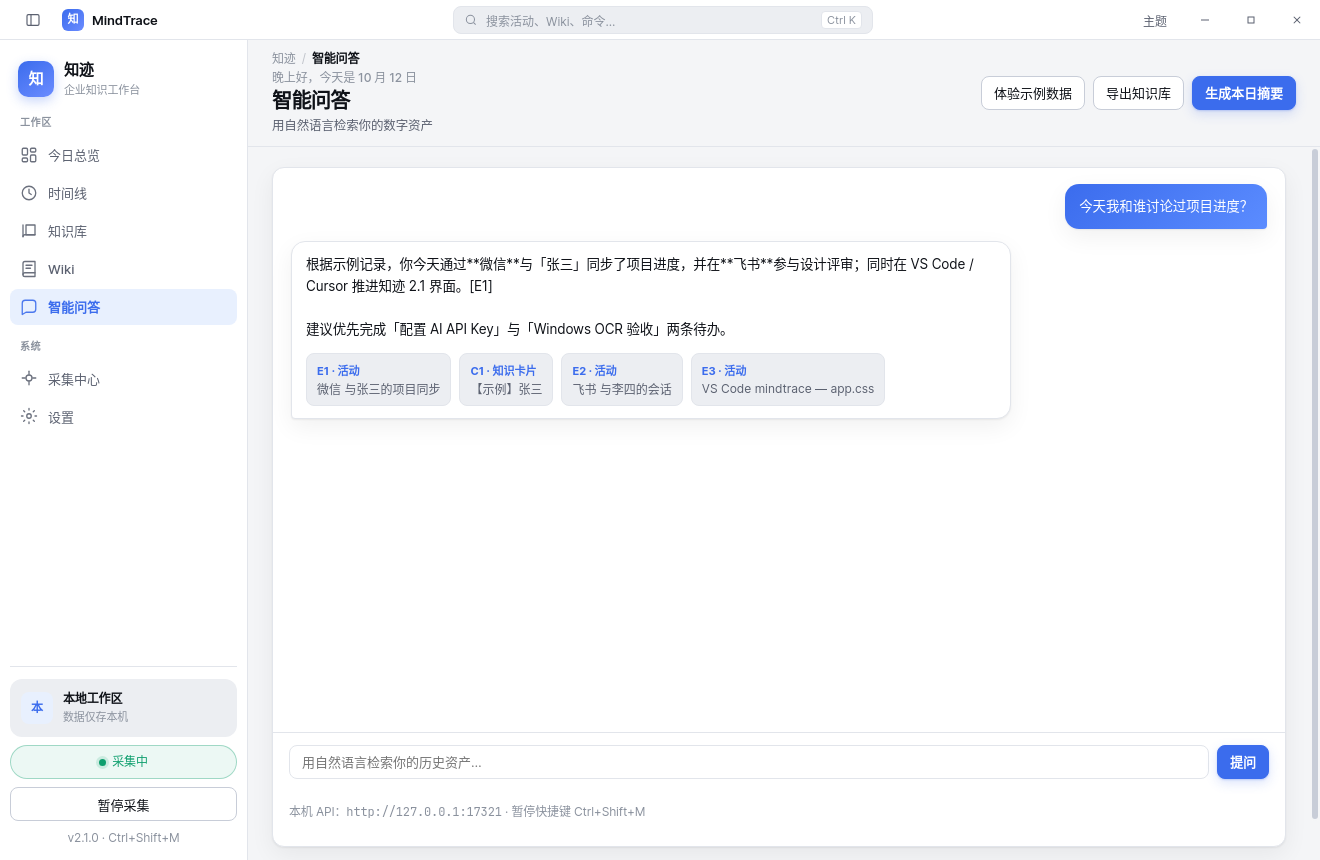 知 MindTrace
搜索活动、Wiki、命令... Ctrl K
主题
知
知迹
企业知识工作台
工作区
今日总览
时间线
知识库
Wiki
智能问答
系统
采集中心
设置
本
本地工作区
数据仅存本机
采集中
暂停采集
v2.1.0 · Ctrl+Shift+M
知迹 / 智能问答
晚上好，今天是 10 月 12 日
智能问答
用自然语言检索你的数字资产
体验示例数据
导出知识库
生成本日摘要
今天我和谁讨论过项目进度？
根据示例记录，你今天通过**微信**与「张三」同步了项目进度，并在**飞书**参与设计评审；同时在 VS Code /
Cursor 推进知迹 2.1 界面。[E1]
建议优先完成「配置 AI API Key」与「Windows OCR 验收」两条待办。
E1 · 活动
微信 与张三的项目同步
C1 · 知识卡片
【示例】张三
E2 · 活动
飞书 与李四的会话
E3 · 活动
VS Code mindtrace — app.css
用自然语言检索你的历史资产...
提问
本机 API：http://127.0.0.1:17321 · 暂停快捷键 Ctrl+Shift+M